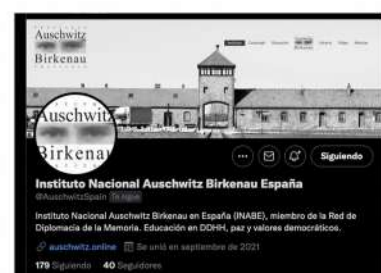 Auschwitz
Birkenau
Auschwitz
Birkenau
Siguiendo
Instituto Nacional Auschwitz Birkenau España
@AuschwitzSpain Te sigue
Instituto Nacional Auschwitz Birkenau en España (INABE), miembro de la Red de
Diplomacia de la Memoria. Educación en DDHH, paz y valores democráticos.
auschwitz.online Se unió en septiembre de 2021
179 Siguiendo 40 Seguidores